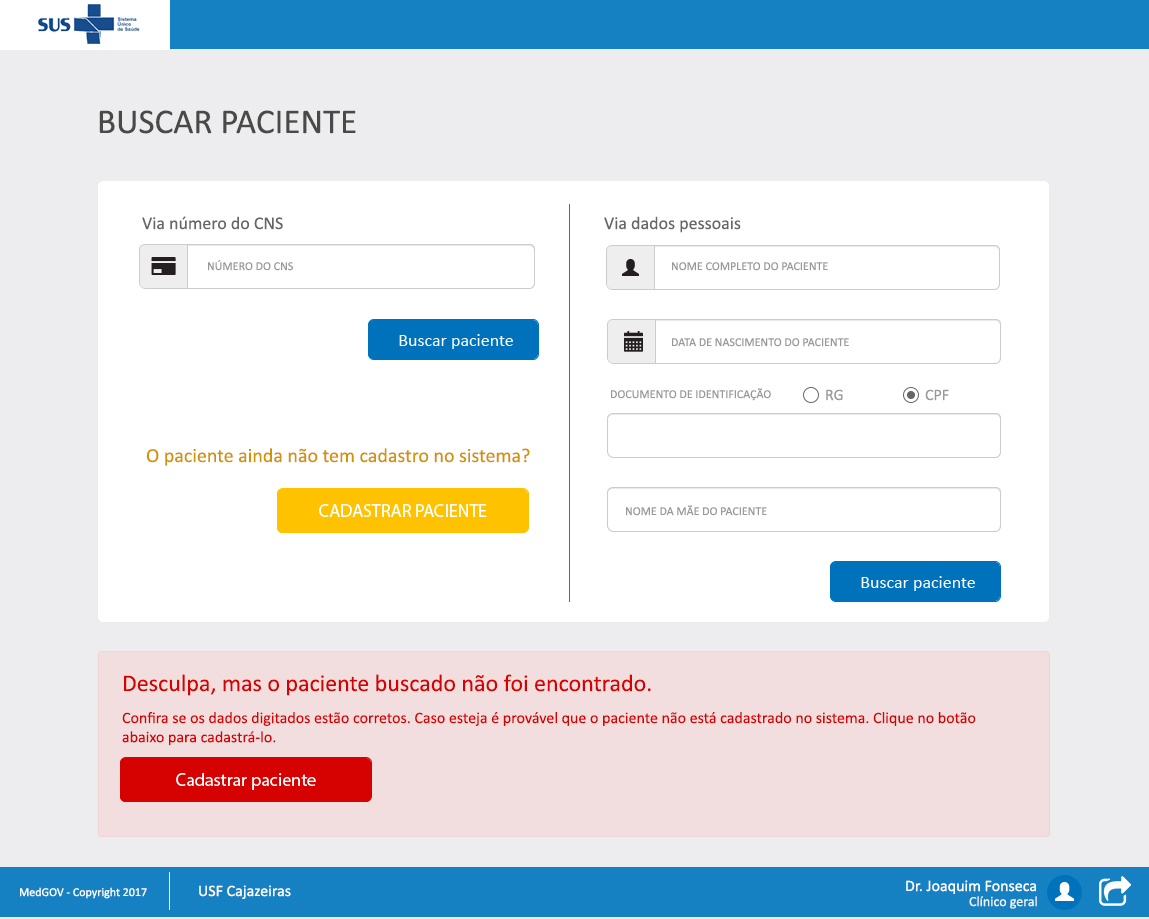 SUS
Sistema
Único
de Saúde
BUSCAR PACIENTE
Via número do CNS
NÚMERO DO CNS
Buscar paciente
O paciente ainda não tem cadastro no sistema?
CADASTRAR PACIENTE
Via dados pessoais
NOME COMPLETO DO PACIENTE
DATA DE NASCIMENTO DO PACIENTE
DOCUMENTO DE IDENTIFICAÇÃO RG CPF
NOME DA MÃE DO PACIENTE
Buscar paciente
Desculpa, mas o paciente buscado não foi encontrado.
Confira se os dados digitados estão corretos. Caso esteja é provável que o paciente não está cadastrado no sistema. Clique no botão
abaixo para cadastrá-lo.
Cadastrar paciente
MedGOV - Copyright 2017
USF Cajazeiras
Dr. Joaquim Fonseca
Clínico geral